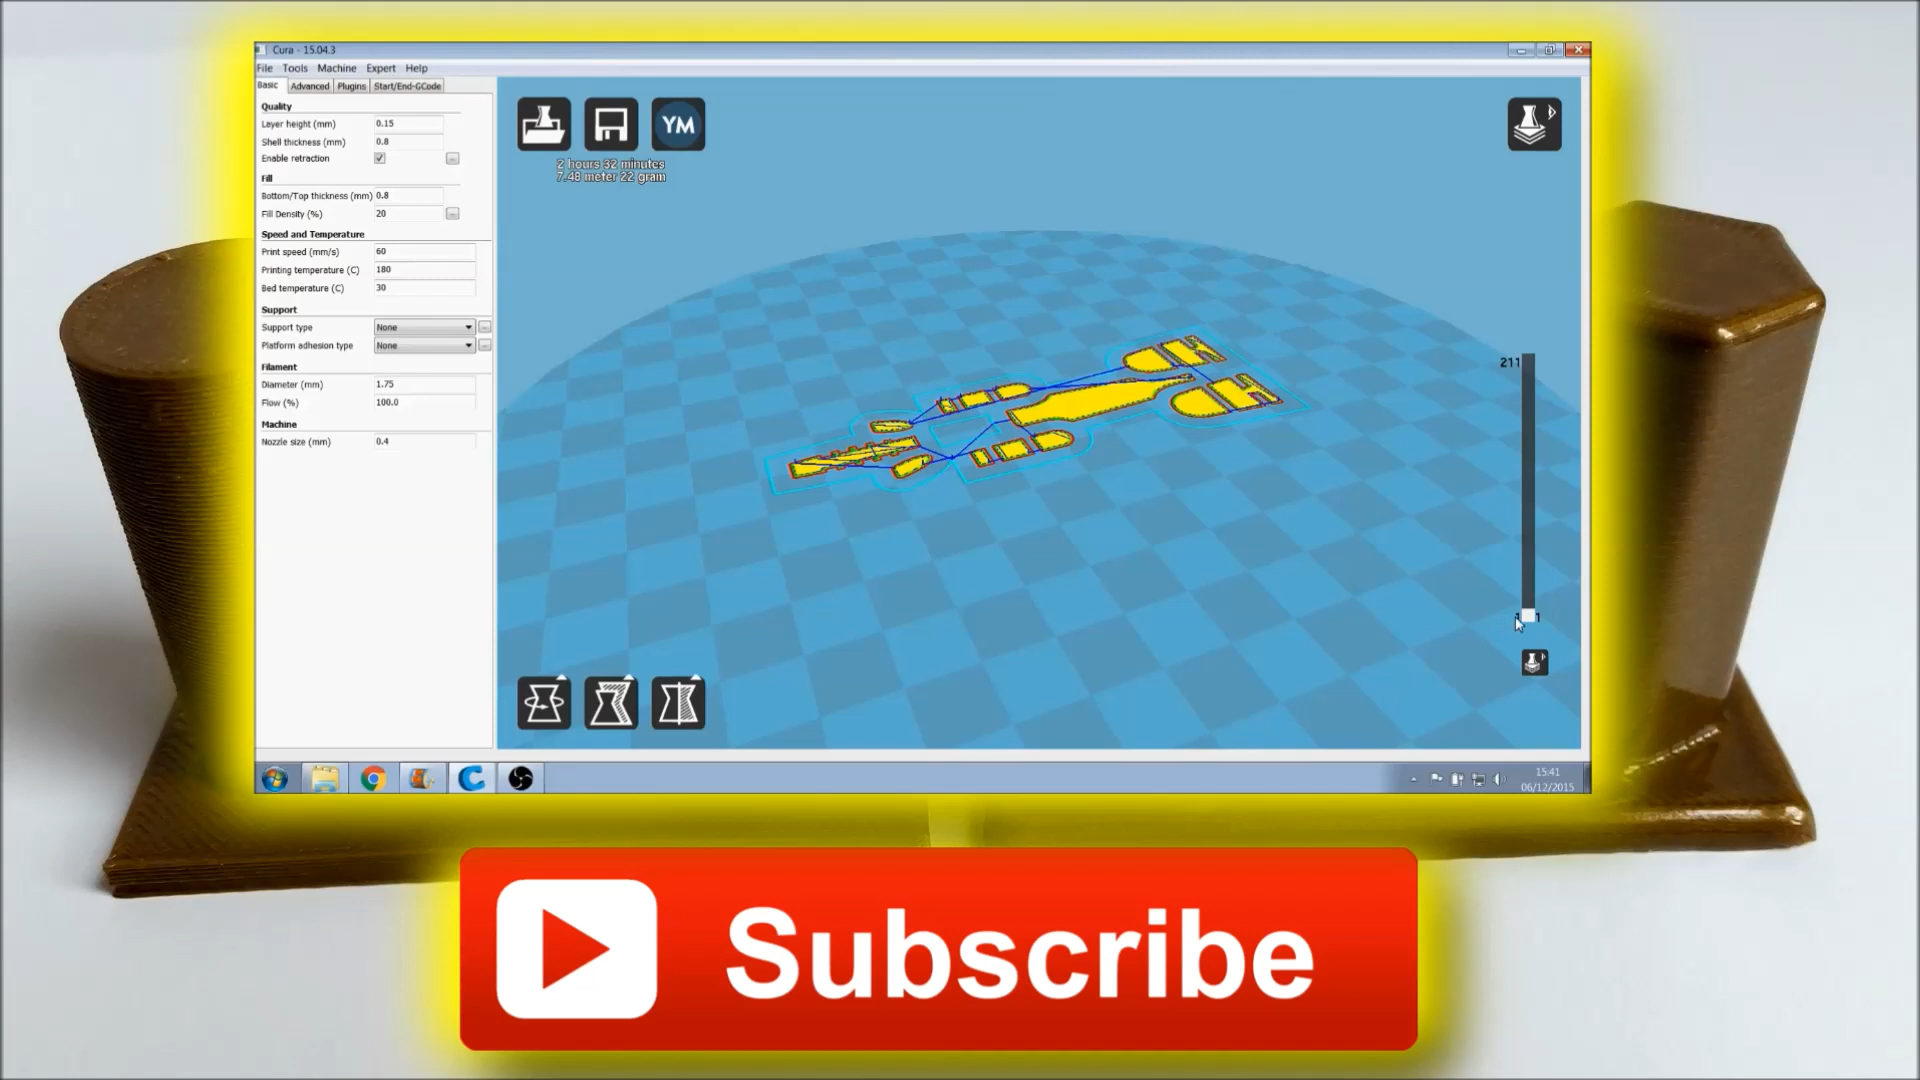 Cura - 15.04.3
File Tools Machine Expert Help
Basic Advanced Plugins Start/End-GCode
Quality
Layer height (mm) 0.15
Shell thickness (mm) 0.8
Enable retraction
Fill
Bottom/Top thickness (mm) 0.8
Fill Density (%) 20
Speed and Temperature
Print speed (mm/s) 60
Printing temperature (C) 180
Bed temperature (C) 30
Support
Support type None
Platform adhesion type None
Filament
Diameter (mm) 1.75
Flow (%) 100.0
Machine
Nozzle size (mm) 0.4
YM
2 hours 32 minutes
7.48 meter 22 gram
211
15:41
06/12/2015
Subscribe